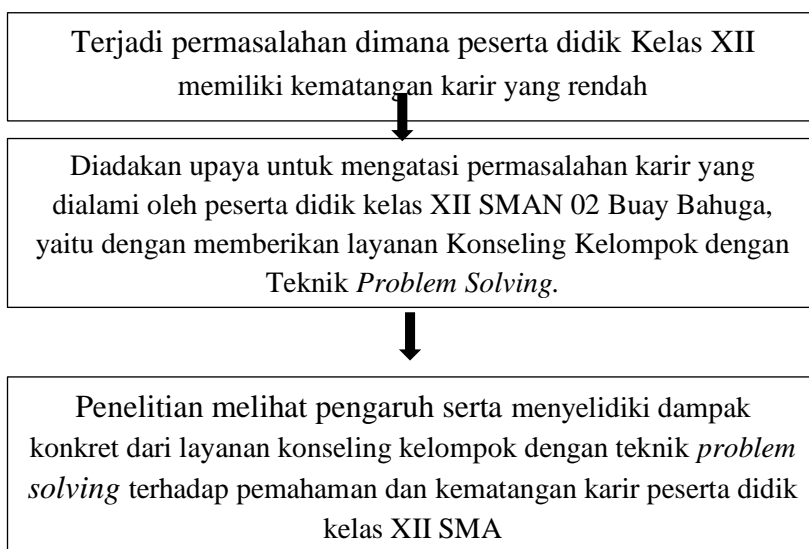 Terjadi permasalahan dimana peserta didik Kelas XII
memiliki kematangan karir yang rendah
Diadakan upaya untuk mengatasi permasalahan karir yang
dialami oleh peserta didik kelas XII SMAN 02 Buay Bahuga,
yaitu dengan memberikan layanan Konseling Kelompok dengan
Teknik Problem Solving.
Penelitian melihat pengaruh serta menyelidiki dampak
konkret dari layanan konseling kelompok dengan teknik problem
solving terhadap pemahaman dan kematangan karir peserta didik
kelas XII SMA